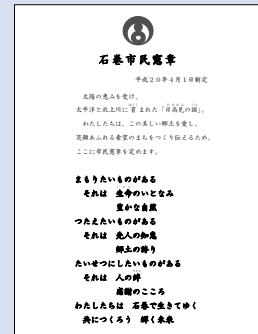 石巻市民憲章
平成20年4月1日制定
太陽の恵みを受け、
太平洋と北上川に育まれた「日高見の国」。
わたしたちは、この美しい郷土を愛し、
笑顔あふれる希望のまちをつくり伝えるため、
ここに市民憲章を定めます。
まもりたいものがある
それは 生命のいとなみ
豊かな自然
つたえたいものがある
それは 先人の知恵
郷土の誇り
たいせつにしたいものがある
それは 人の絆
感謝のこころ
わたしたちは 石巻で生きてゆく
共につくろう 輝く未来